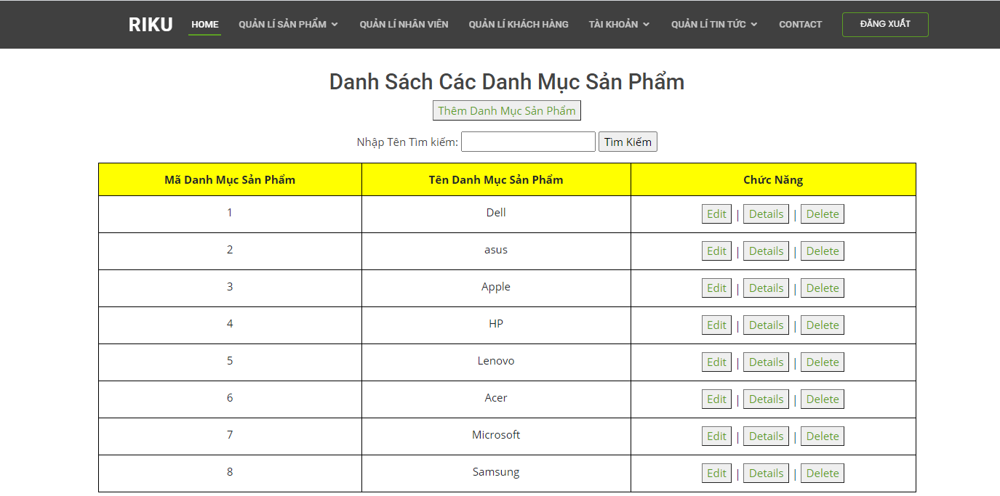 RIKU HOME QUẢN LÍ SẢN PHẨM QUẢN LÍ NHÂN VIÊN QUẢN LÍ KHÁCH HÀNG TÀI KHOẢN QUẢN LÍ TIN TỨC CONTACT ĐĂNG XUẤT
Danh Sách Các Danh Mục Sản Phẩm
Thêm Danh Mục Sản Phẩm
Nhập Tên Tìm kiếm: Tìm Kiếm
Mã Danh Mục Sản Phẩm Tên Danh Mục Sản Phẩm Chức Năng
1 Dell Edit | Details | Delete
2 asus Edit | Details | Delete
3 Apple Edit | Details | Delete
4 HP Edit | Details | Delete
5 Lenovo Edit | Details | Delete
6 Acer Edit | Details | Delete
7 Microsoft Edit | Details | Delete
8 Samsung Edit | Details | Delete